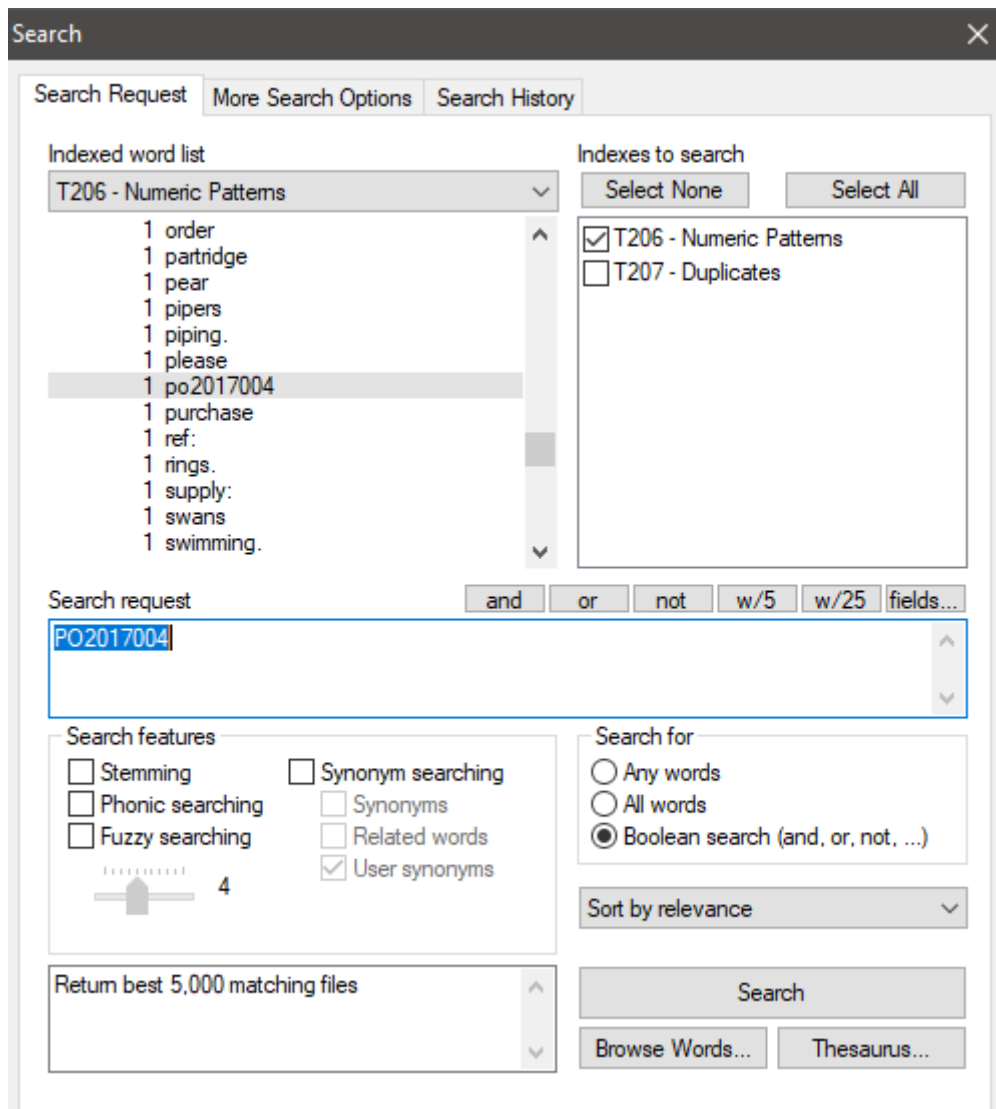 Search
Search Request More Search Options Search History
Indexed word list
T206 - Numeric Patterns
1 order
1 partridge
1 pear
1 pipers
1 piping.
1 please
1 po2017004
1 purchase
1 ref:
1 rings.
1 supply:
1 swans
1 swimming.
Indexes to search
Select None Select All
T206 - Numeric Patterns
T207 - Duplicates
Search request and or not w/5 w/25 fields...
PO2017004
Search features
Stemming
Phonic searching
Fuzzy searching
4
Synonym searching
Synonyms
Related words
User synonyms
Search for
Any words
All words
Boolean search (and, or, not, ...)
Sort by relevance
Return best 5,000 matching files
Search
Browse Words... Thesaurus...